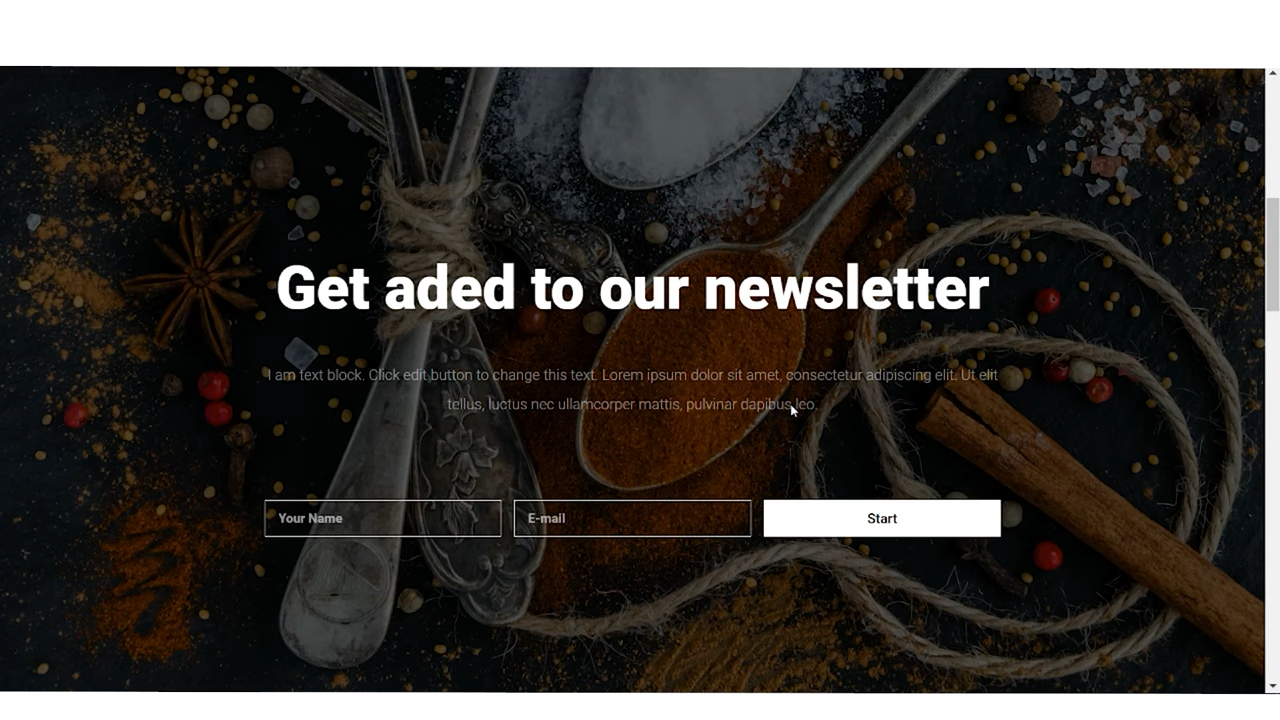 Get aded to our newsletter
I am text block. Click edit button to change this text. Lorem ipsum dolor sit amet, consectetur adipiscing elit. Ut elit
tellus, luctus nec ullamcorper mattis, pulvinar dapibus leo.
Your Name
E-mail
Start